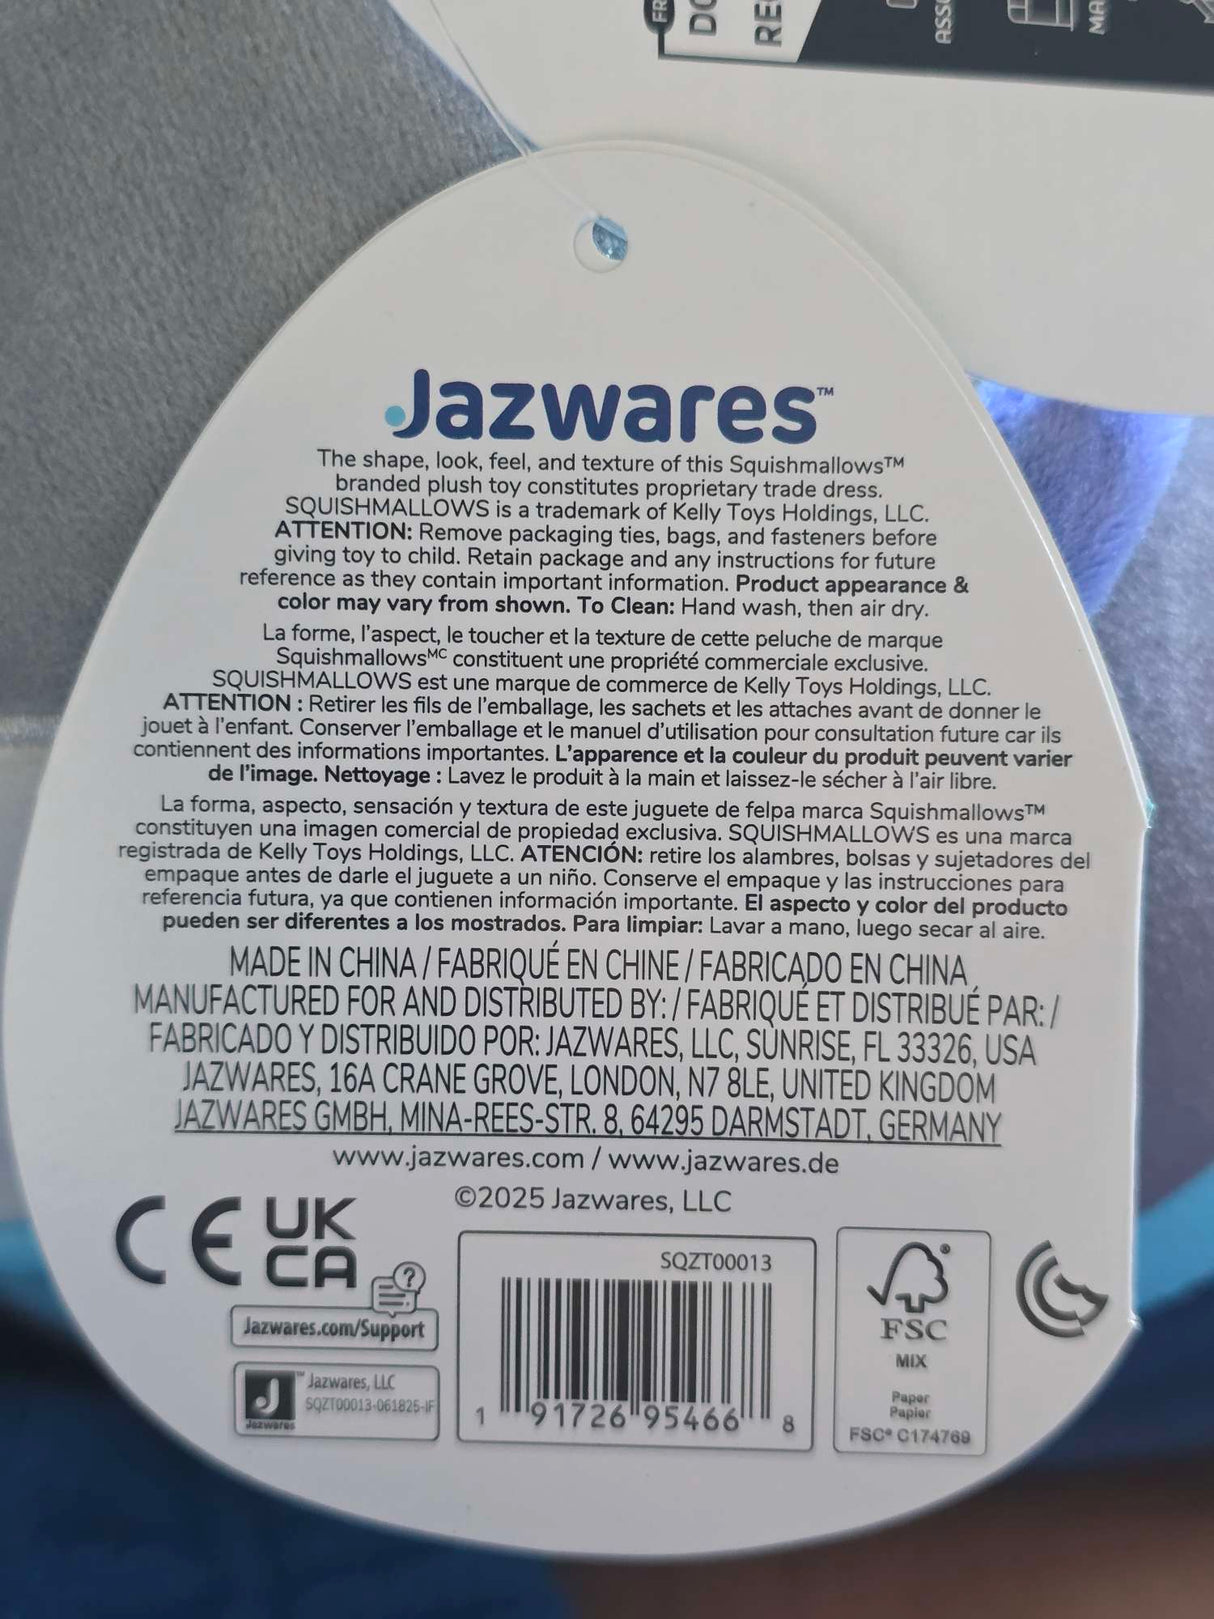 Jazwares™
The shape, look, feel, and texture of this Squishmallows™
branded plush toy constitutes proprietary trade dress.
SQUISHMALLOWS is a trademark of Kelly Toys Holdings, LLC.
ATTENTION: Remove packaging ties, bags, and fasteners before
giving toy to child. Retain package and any instructions for future
reference as they contain important information. Product appearance &
color may vary from shown. To Clean: Hand wash, then air dry.
La forme, l'aspect, le toucher et la texture de cette peluche de marque
Squishmallowsᴹᶜ constituent une propriété commerciale exclusive.
SQUISHMALLOWS est une marque de commerce de Kelly Toys Holdings, LLC.
ATTENTION : Retirer les fils de l'emballage, les sachets et les attaches avant de donner le
jouet à l'enfant. Conserver l'emballage et le manuel d'utilisation pour consultation future car ils
contiennent des informations importantes. L'apparence et la couleur du produit peuvent varier
de l'image. Nettoyage : Lavez le produit à la main et laissez-le sécher à l'air libre.
La forma, aspecto, sensación y textura de este juguete de felpa marca Squishmallows™
constituyen una imagen comercial de propiedad exclusiva. SQUISHMALLOWS es una marca
registrada de Kelly Toys Holdings, LLC. ATENCIÓN: retire los alambres, bolsas y sujetadores del
empaque antes de darle el juguete a un niño. Conserve el empaque y las instrucciones para
referencia futura, ya que contienen información importante. El aspecto y color del producto
pueden ser diferentes a los mostrados. Para limpiar: Lavar a mano, luego secar al aire.
MADE IN CHINA / FABRIQUÉ EN CHINE / FABRICADO EN CHINA
MANUFACTURED FOR AND DISTRIBUTED BY: / FABRIQUÉ ET DISTRIBUÉ PAR: /
FABRICADO Y DISTRIBUIDO POR: JAZWARES, LLC, SUNRISE, FL 33326, USA
JAZWARES, 16A CRANE GROVE, LONDON, N7 8LE, UNITED KINGDOM
JAZWARES GMBH, MINA-REES-STR. 8, 64295 DARMSTADT, GERMANY
www.jazwares.com / www.jazwares.de
©2025 Jazwares, LLC
CE UK
CA
?
Jazwares.com/Support
J™
Jazwares
Jazwares, LLC
SQZT00013-061825-IF
SQZT00013
1 91726 95466 8
FSC
MIX
Paper
Papier
FSC® C174769
FR